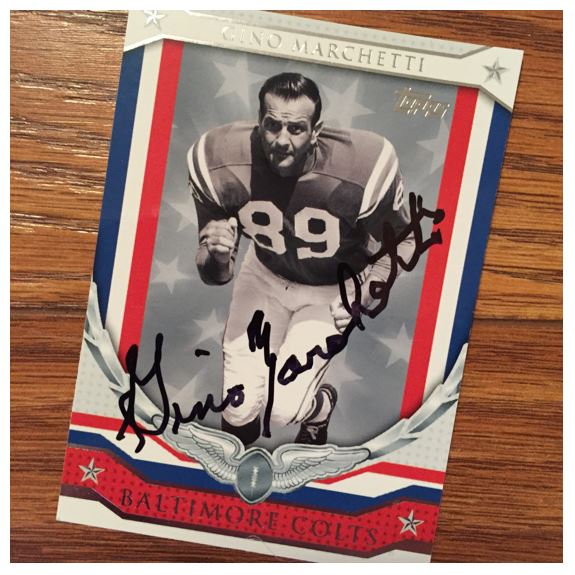 GINO MARCHETTI
Topps
89
Gino Marchetti
BALTIMORE COLTS